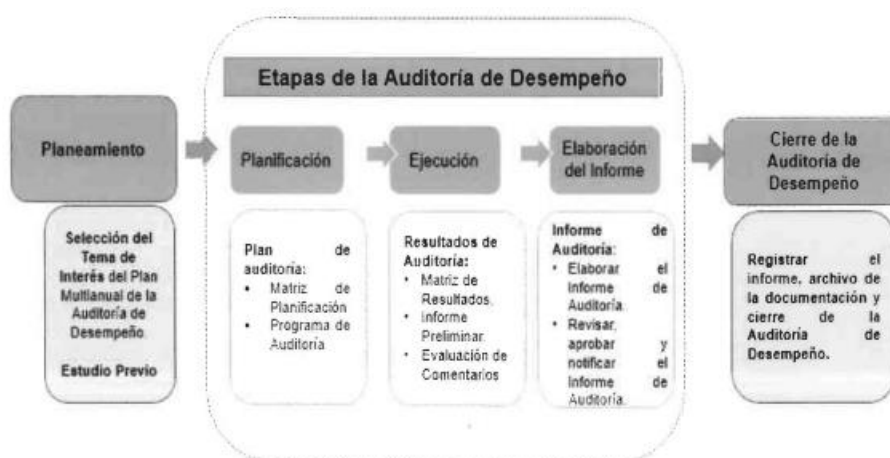 Etapas de la Auditoría de Desempeño
Planeamiento
Selección del
Tema de
Interés del Plan
Multianual de la
Auditoría de
Desempeño
Estudio Previo
Planificación
Plan de
auditoría:
• Matriz de
Planificación
• Programa de
Auditoría
Ejecución
Resultados de
Auditoría:
• Matriz de
Resultados.
• Informe
Preliminar.
• Evaluación de
Comentarios
Elaboración
del Informe
Informe de
Auditoría:
• Elaborar el
Informe de
Auditoría.
• Revisar,
aprobar y
notificar el
Informe de
Auditoría.
Cierre de la
Auditoría de
Desempeño
Registrar el
informe, archivo de
la documentación y
cierre de la
Auditoría de
Desempeño.